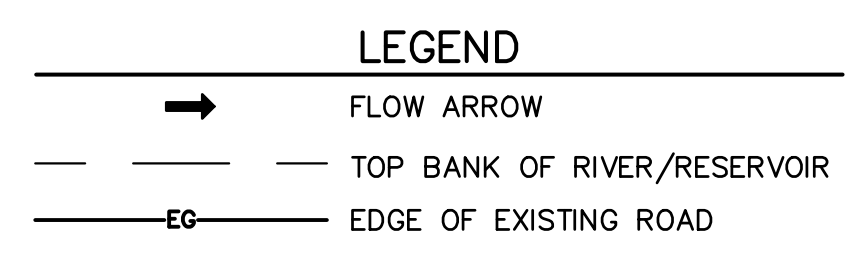 LEGEND
FLOW ARROW
TOP BANK OF RIVER/RESERVOIR
EG EDGE OF EXISTING ROAD